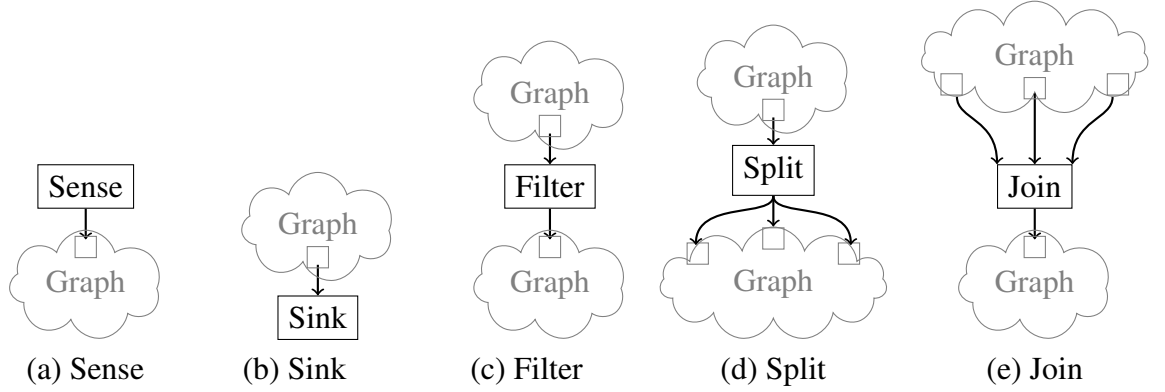 Sense
Graph
(a) Sense
Graph
Sink
(b) Sink
Graph
Filter
Graph
(c) Filter
Graph
Split
Graph
(d) Split
Graph
Join
Graph
(e) Join